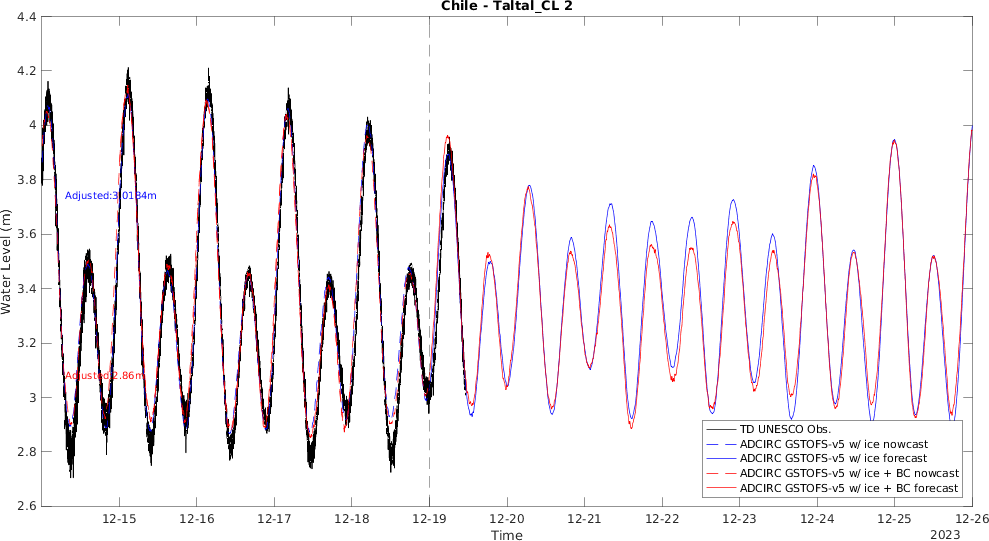 Chile - Taltal_CL 2
4.4
4.2
4
3.8
3.6
3.4
3.2
3
2.8
2.6
Water Level (m)
Adjusted:3.0184m
Adjusted:2.86m
TD UNESCO Obs.
ADCIRC GSTOFS-v5 w/ ice nowcast
ADCIRC GSTOFS-v5 w/ ice forecast
ADCIRC GSTOFS-v5 w/ ice + BC nowcast
ADCIRC GSTOFS-v5 w/ ice + BC forecast
12-15 12-16 12-17 12-18 12-19 12-20 12-21 12-22 12-23 12-24 12-25 12-26
Time
2023